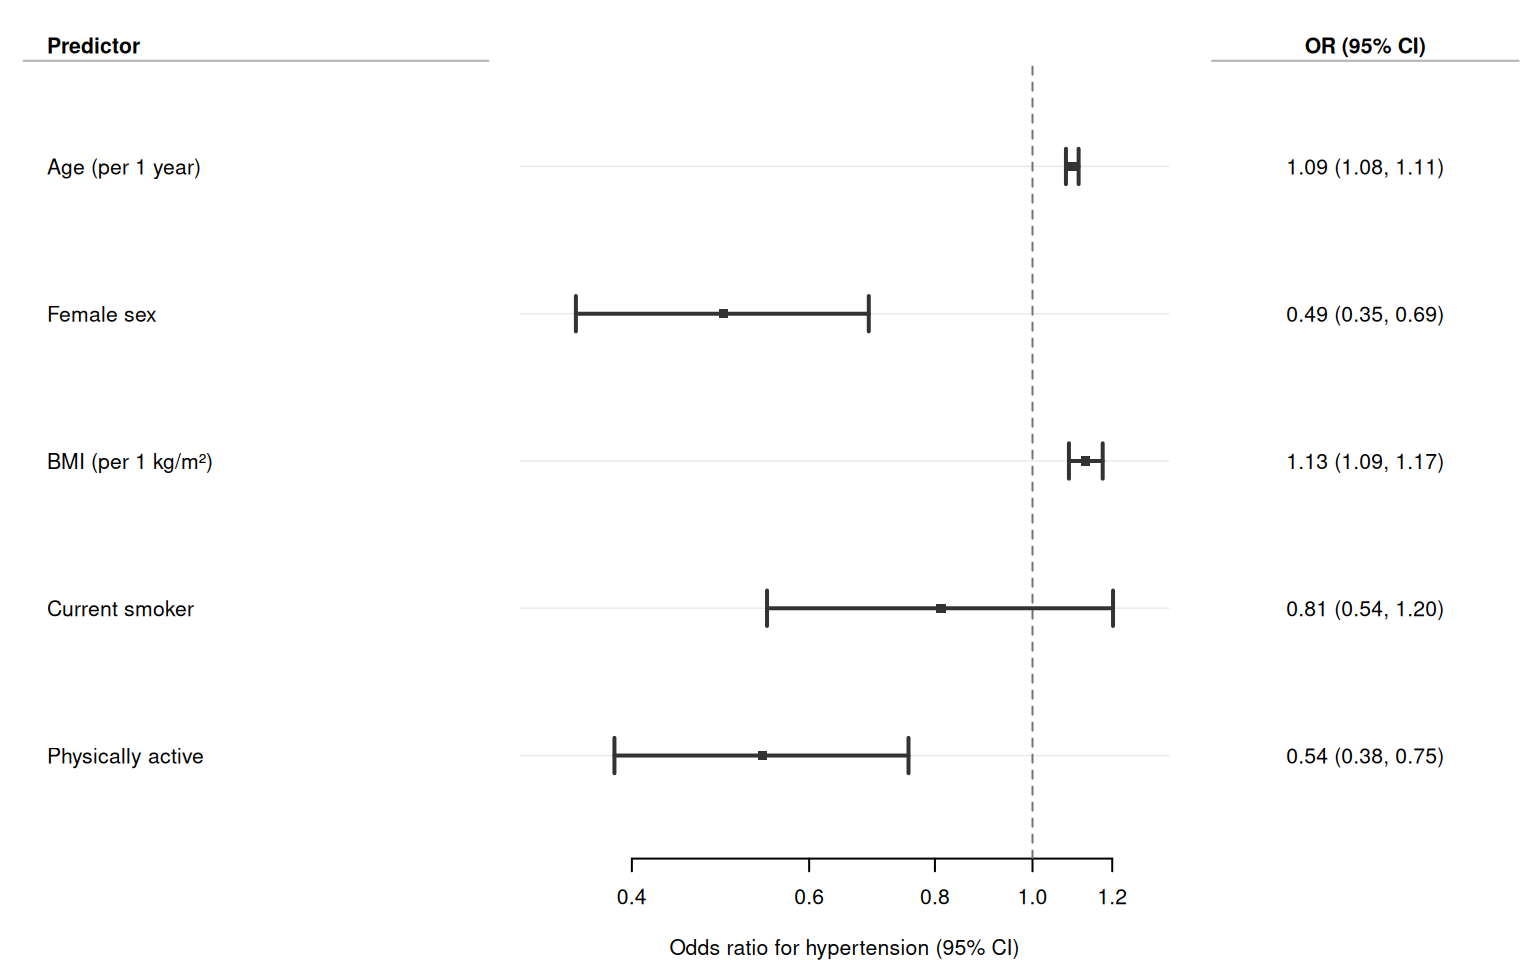 Predictor OR (95% CI)
Age (per 1 year) 1.09 (1.08, 1.11)
Female sex 0.49 (0.35, 0.69)
BMI (per 1 kg/m²) 1.13 (1.09, 1.17)
Current smoker 0.81 (0.54, 1.20)
Physically active 0.54 (0.38, 0.75)
0.4 0.6 0.8 1.0 1.2
Odds ratio for hypertension (95% CI)